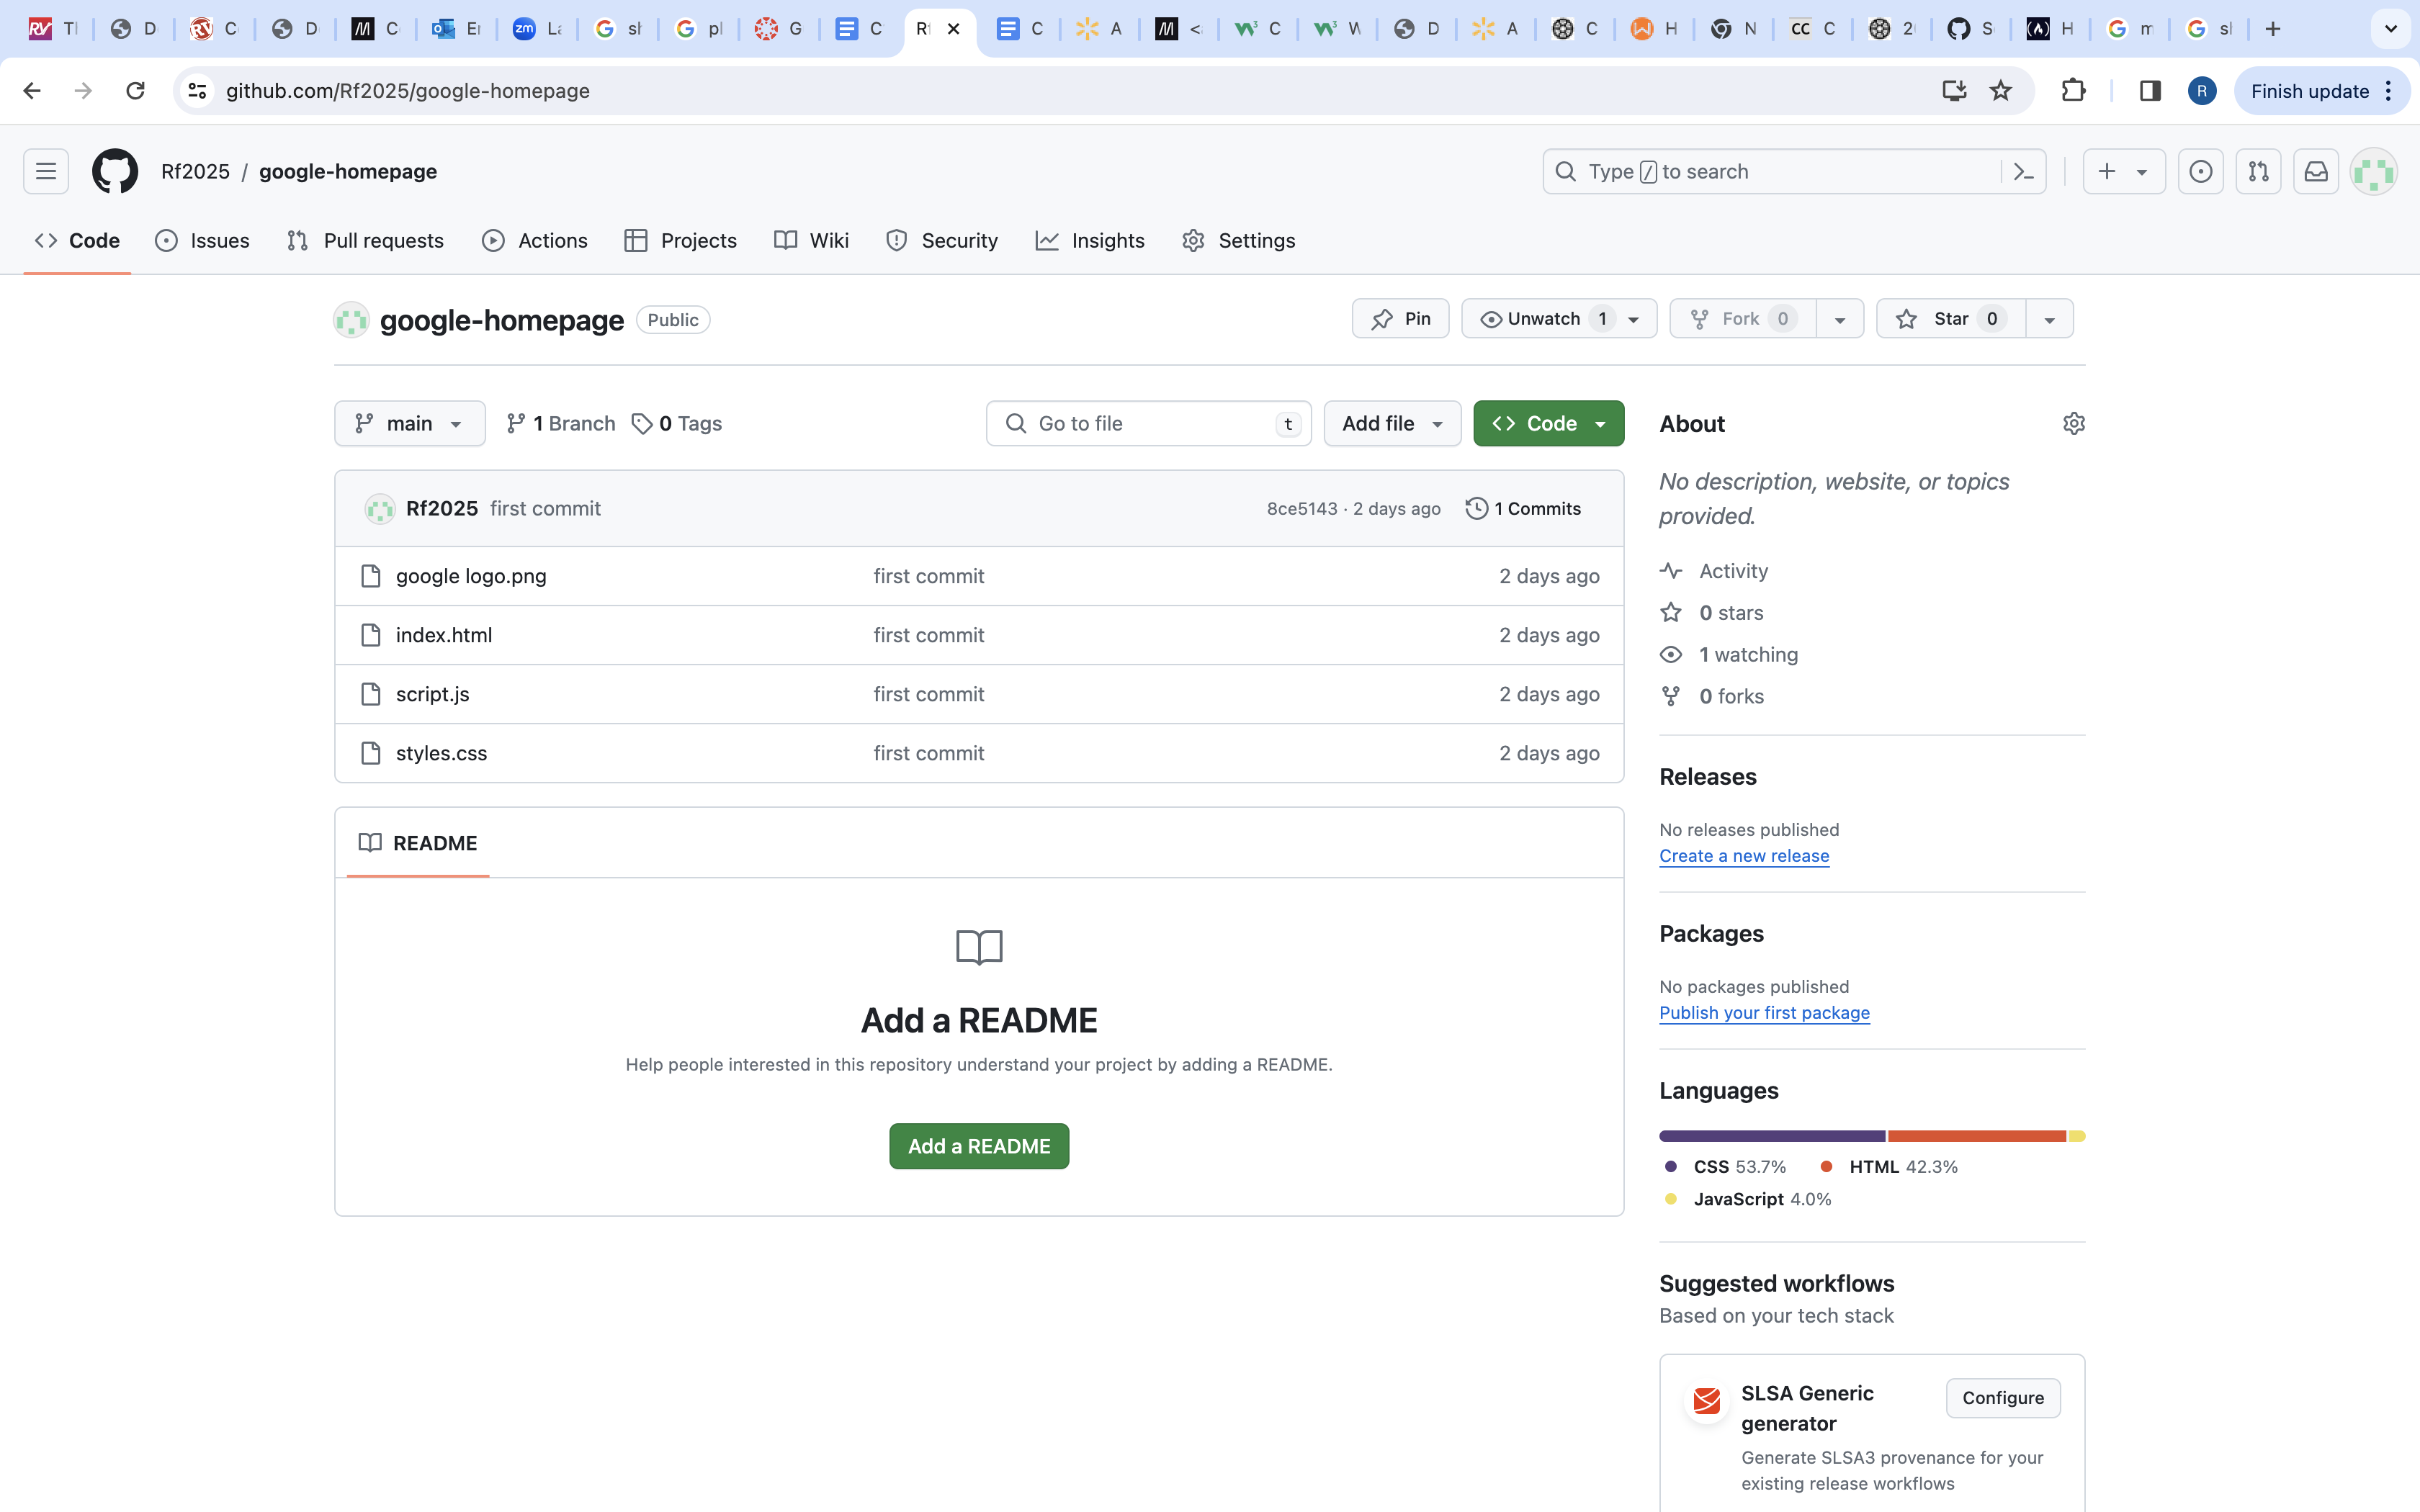 Tl D C D C Er La sl pl G C Rf C A < C W D A C H N C 2 S H m sl
github.com/Rf2025/google-homepage
Finish update
Rf2025 / google-homepage
Type / to search
Code Issues Pull requests Actions Projects Wiki Security Insights Settings
google-homepage Public
Pin Unwatch 1 Fork 0 Star 0
main 1 Branch 0 Tags Go to file t Add file Code
Rf2025 first commit 8ce5143 · 2 days ago 1 Commits
google logo.png first commit 2 days ago
index.html first commit 2 days ago
script.js first commit 2 days ago
styles.css first commit 2 days ago
README
Add a README
Help people interested in this repository understand your project by adding a README.
Add a README
About
No description, website, or topics
provided.
Activity
0 stars
1 watching
0 forks
Releases
No releases published
Create a new release
Packages
No packages published
Publish your first package
Languages
CSS 53.7% HTML 42.3%
JavaScript 4.0%
Suggested workflows
Based on your tech stack
SLSA Generic
generator
Configure
Generate SLSA3 provenance for your
existing release workflows